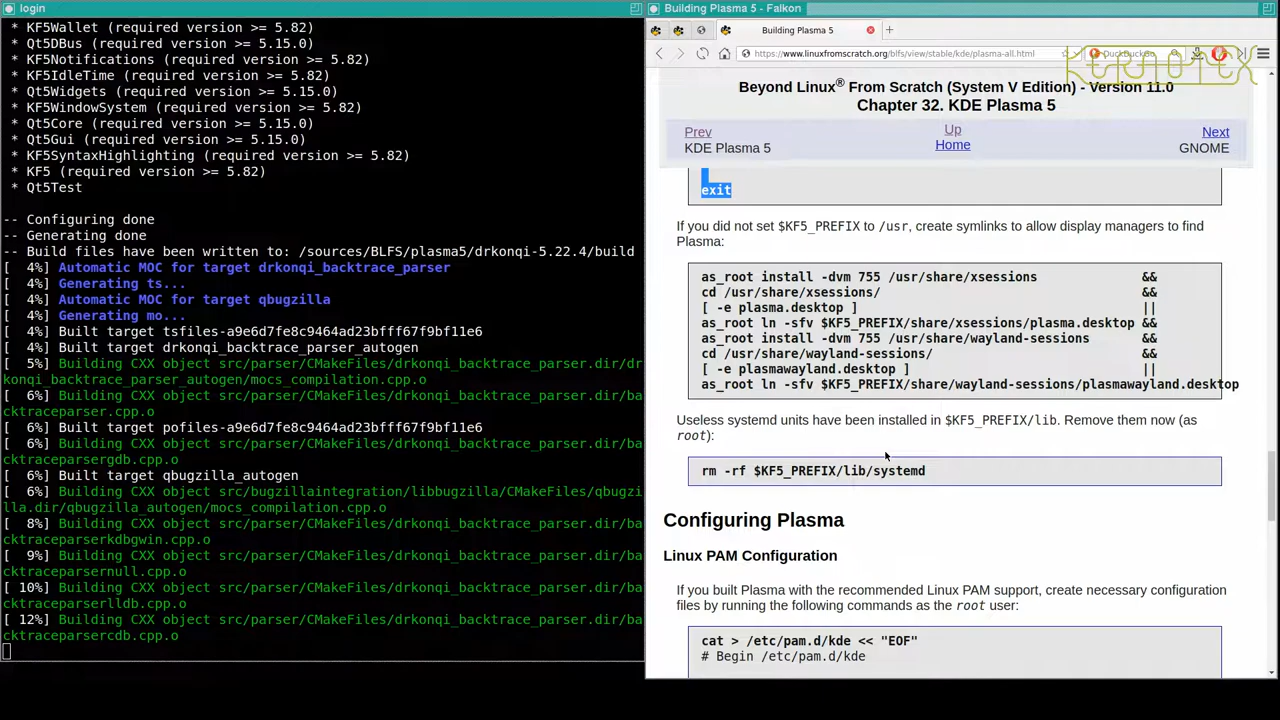 login
* KF5Wallet (required version >= 5.82)
* Qt5DBus (required version >= 5.15.0)
* KF5Notifications (required version >= 5.82)
* KF5IdleTime (required version >= 5.82)
* Qt5Widgets (required version >= 5.15.0)
* KF5WindowSystem (required version >= 5.82)
* Qt5Core (required version >= 5.15.0)
* Qt5Gui (required version >= 5.15.0)
* KF5SyntaxHighlighting (required version >= 5.82)
* KF5 (required version >= 5.82)
* Qt5Test
-- Configuring done
-- Generating done
-- Build files have been written to: /sources/BLFS/plasma5/drkonqi-5.22.4/build
[  4%] Automatic MOC for target drkonqi_backtrace_parser
[  4%] Generating ts...
[  4%] Automatic MOC for target qbugzilla
[  4%] Generating mo...
[  4%] Built target tsfiles-a9e6d7fe8c9464ad23bfff67f9bf11e6
[  4%] Built target drkonqi_backtrace_parser_autogen
[  5%] Building CXX object src/parser/CMakeFiles/drkonqi_backtrace_parser.dir/dr
konqi_backtrace_parser_autogen/mocs_compilation.cpp.o
[  6%] Building CXX object src/parser/CMakeFiles/drkonqi_backtrace_parser.dir/ba
cktraceparser.cpp.o
[  6%] Built target pofiles-a9e6d7fe8c9464ad23bfff67f9bf11e6
[  6%] Building CXX object src/parser/CMakeFiles/drkonqi_backtrace_parser.dir/ba
cktraceparsergdb.cpp.o
[  6%] Built target qbugzilla_autogen
[  6%] Building CXX object src/bugzillaintegration/libbugzilla/CMakeFiles/qbugzi
lla.dir/qbugzilla_autogen/mocs_compilation.cpp.o
[  8%] Building CXX object src/parser/CMakeFiles/drkonqi_backtrace_parser.dir/ba
cktraceparserkdbgwin.cpp.o
[  9%] Building CXX object src/parser/CMakeFiles/drkonqi_backtrace_parser.dir/ba
cktraceparsernull.cpp.o
[ 10%] Building CXX object src/parser/CMakeFiles/drkonqi_backtrace_parser.dir/ba
cktraceparserlldb.cpp.o
[ 12%] Building CXX object src/parser/CMakeFiles/drkonqi_backtrace_parser.dir/ba
cktraceparsercdb.cpp.o
Building Plasma 5 - Falkon
Building Plasma 5
https://www.linuxfromscratch.org/blfs/view/stable/kde/plasma-all.html
DuckDuckGo
KERNOTEX
Beyond Linux® From Scratch (System V Edition) - Version 11.0
Chapter 32. KDE Plasma 5
Prev Up Next
KDE Plasma 5 Home GNOME
exit
If you did not set $KF5_PREFIX to /usr, create symlinks to allow display managers to find
Plasma:
as_root install -dvm 755 /usr/share/xsessions &&
cd /usr/share/xsessions/ &&
[ -e plasma.desktop ] ||
as_root ln -sfv $KF5_PREFIX/share/xsessions/plasma.desktop &&
as_root install -dvm 755 /usr/share/wayland-sessions &&
cd /usr/share/wayland-sessions/ &&
[ -e plasmawayland.desktop ] ||
as_root ln -sfv $KF5_PREFIX/share/wayland-sessions/plasmawayland.desktop
Useless systemd units have been installed in $KF5_PREFIX/lib. Remove them now (as
root):
rm -rf $KF5_PREFIX/lib/systemd
Configuring Plasma
Linux PAM Configuration
If you built Plasma with the recommended Linux PAM support, create necessary configuration
files by running the following commands as the root user:
cat > /etc/pam.d/kde << "EOF"
# Begin /etc/pam.d/kde